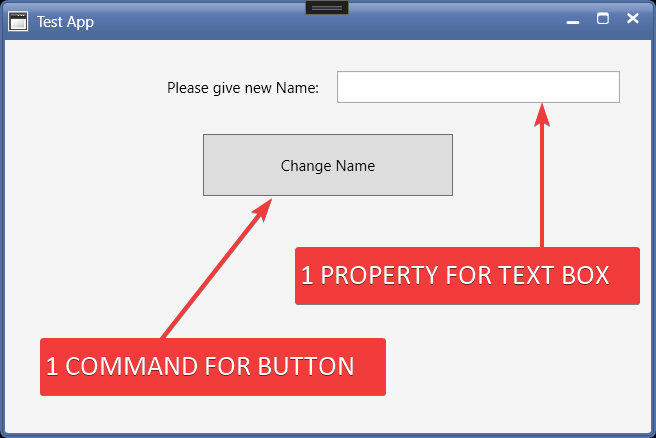 Test App
Please give new Name:
Change Name
1 PROPERTY FOR TEXT BOX
1 COMMAND FOR BUTTON